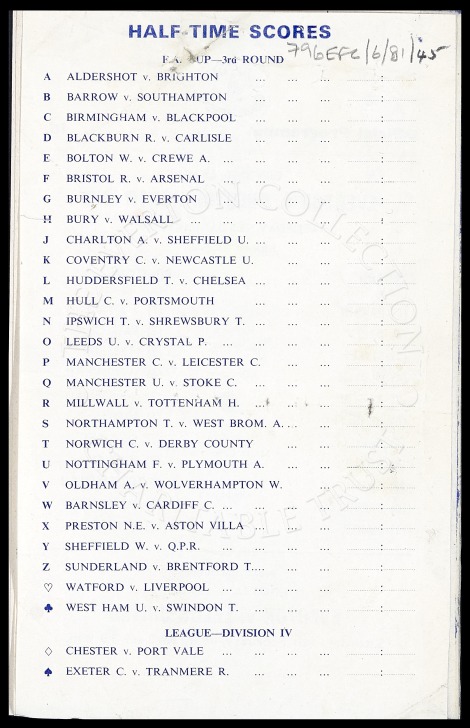 HALF-TIME SCORES
796EFC/6/81/45
F.A. CUP—3rd ROUND
A ALDERSHOT v. BRIGHTON ... ... ... :
B BARROW v. SOUTHAMPTON ... ... ... :
C BIRMINGHAM v. BLACKPOOL ... ... ... :
D BLACKBURN R. v. CARLISLE ... ... ... :
E BOLTON W. v. CREWE A. ... ... ... ... :
F BRISTOL R. v. ARSENAL ... ... ... ... :
G BURNLEY v. EVERTON ... ... ... ... :
H BURY v. WALSALL ... ... ... ... ... :
J CHARLTON A. v. SHEFFIELD U. ... ... ... :
K COVENTRY C. v. NEWCASTLE U. ... ... :
L HUDDERSFIELD T. v. CHELSEA ... ... ... :
M HULL C. v. PORTSMOUTH ... ... ... :
N IPSWICH T. v. SHREWSBURY T. ... ... ... :
O LEEDS U. v. CRYSTAL P. ... ... ... ... :
P MANCHESTER C. v. LEICESTER C. ... ... :
Q MANCHESTER U. v. STOKE C. ... ... ... :
R MILLWALL v. TOTTENHAM H. ... ... ... :
S NORTHAMPTON T. v. WEST BROM. A. ... ... :
T NORWICH C. v. DERBY COUNTY ... ... :
U NOTTINGHAM F. v. PLYMOUTH A. ... ... :
V OLDHAM A. v. WOLVERHAMPTON W. ... :
W BARNSLEY v. CARDIFF C. ... ... ... ... :
X PRESTON N.E. v. ASTON VILLA ... ... ... :
Y SHEFFIELD W. v. Q.P.R. ... ... ... ... :
Z SUNDERLAND v. BRENTFORD T. ... ... ... :
♡ WATFORD v. LIVERPOOL ... ... ... ... :
♣ WEST HAM U. v. SWINDON T. ... ... ... :
LEAGUE—DIVISION IV
♢ CHESTER v. PORT VALE ... ... ... ... :
♠ EXETER C. v. TRANMERE R. ... ... ... :